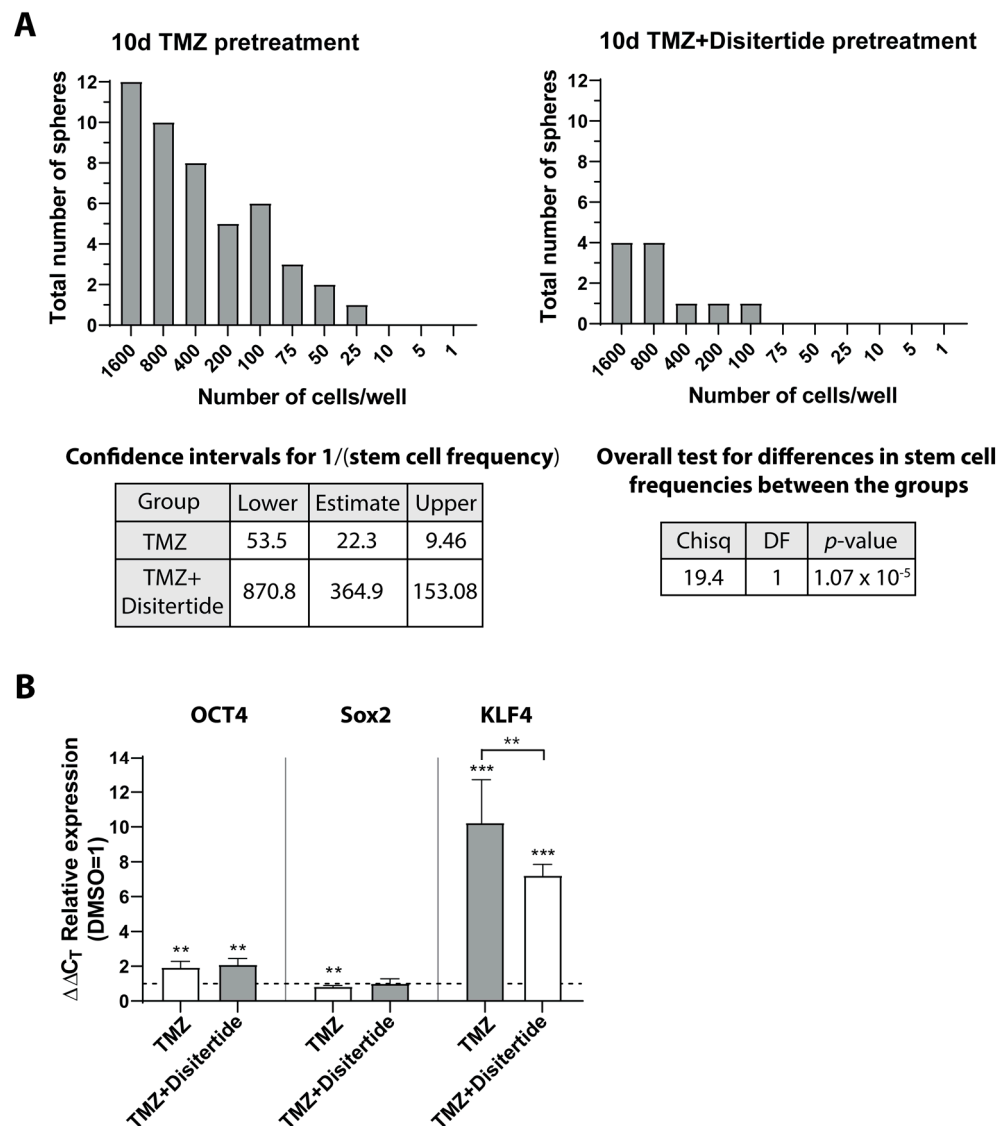 A
10d TMZ pretreatment
Total number of spheres
12
10
8
6
4
2
0
1600 800 400 200 100 75 50 25 10 5 1
Number of cells/well
10d TMZ+Disitertide pretreatment
Total number of spheres
12
10
8
6
4
2
0
1600 800 400 200 100 75 50 25 10 5 1
Number of cells/well
Confidence intervals for 1/(stem cell frequency)
Group Lower Estimate Upper
TMZ 53.5 22.3 9.46
TMZ+
Disitertide 870.8 364.9 153.08
Overall test for differences in stem cell
frequencies between the groups
Chisq DF p-value
19.4 1 1.07 x 10⁻⁵
B
OCT4 Sox2 KLF4
ΔΔCT Relative expression
(DMSO=1)
14
12
10
8
6
4
2
0
** ** ** *** *** **
TMZ TMZ+Disitertide TMZ TMZ+Disitertide TMZ TMZ+Disitertide